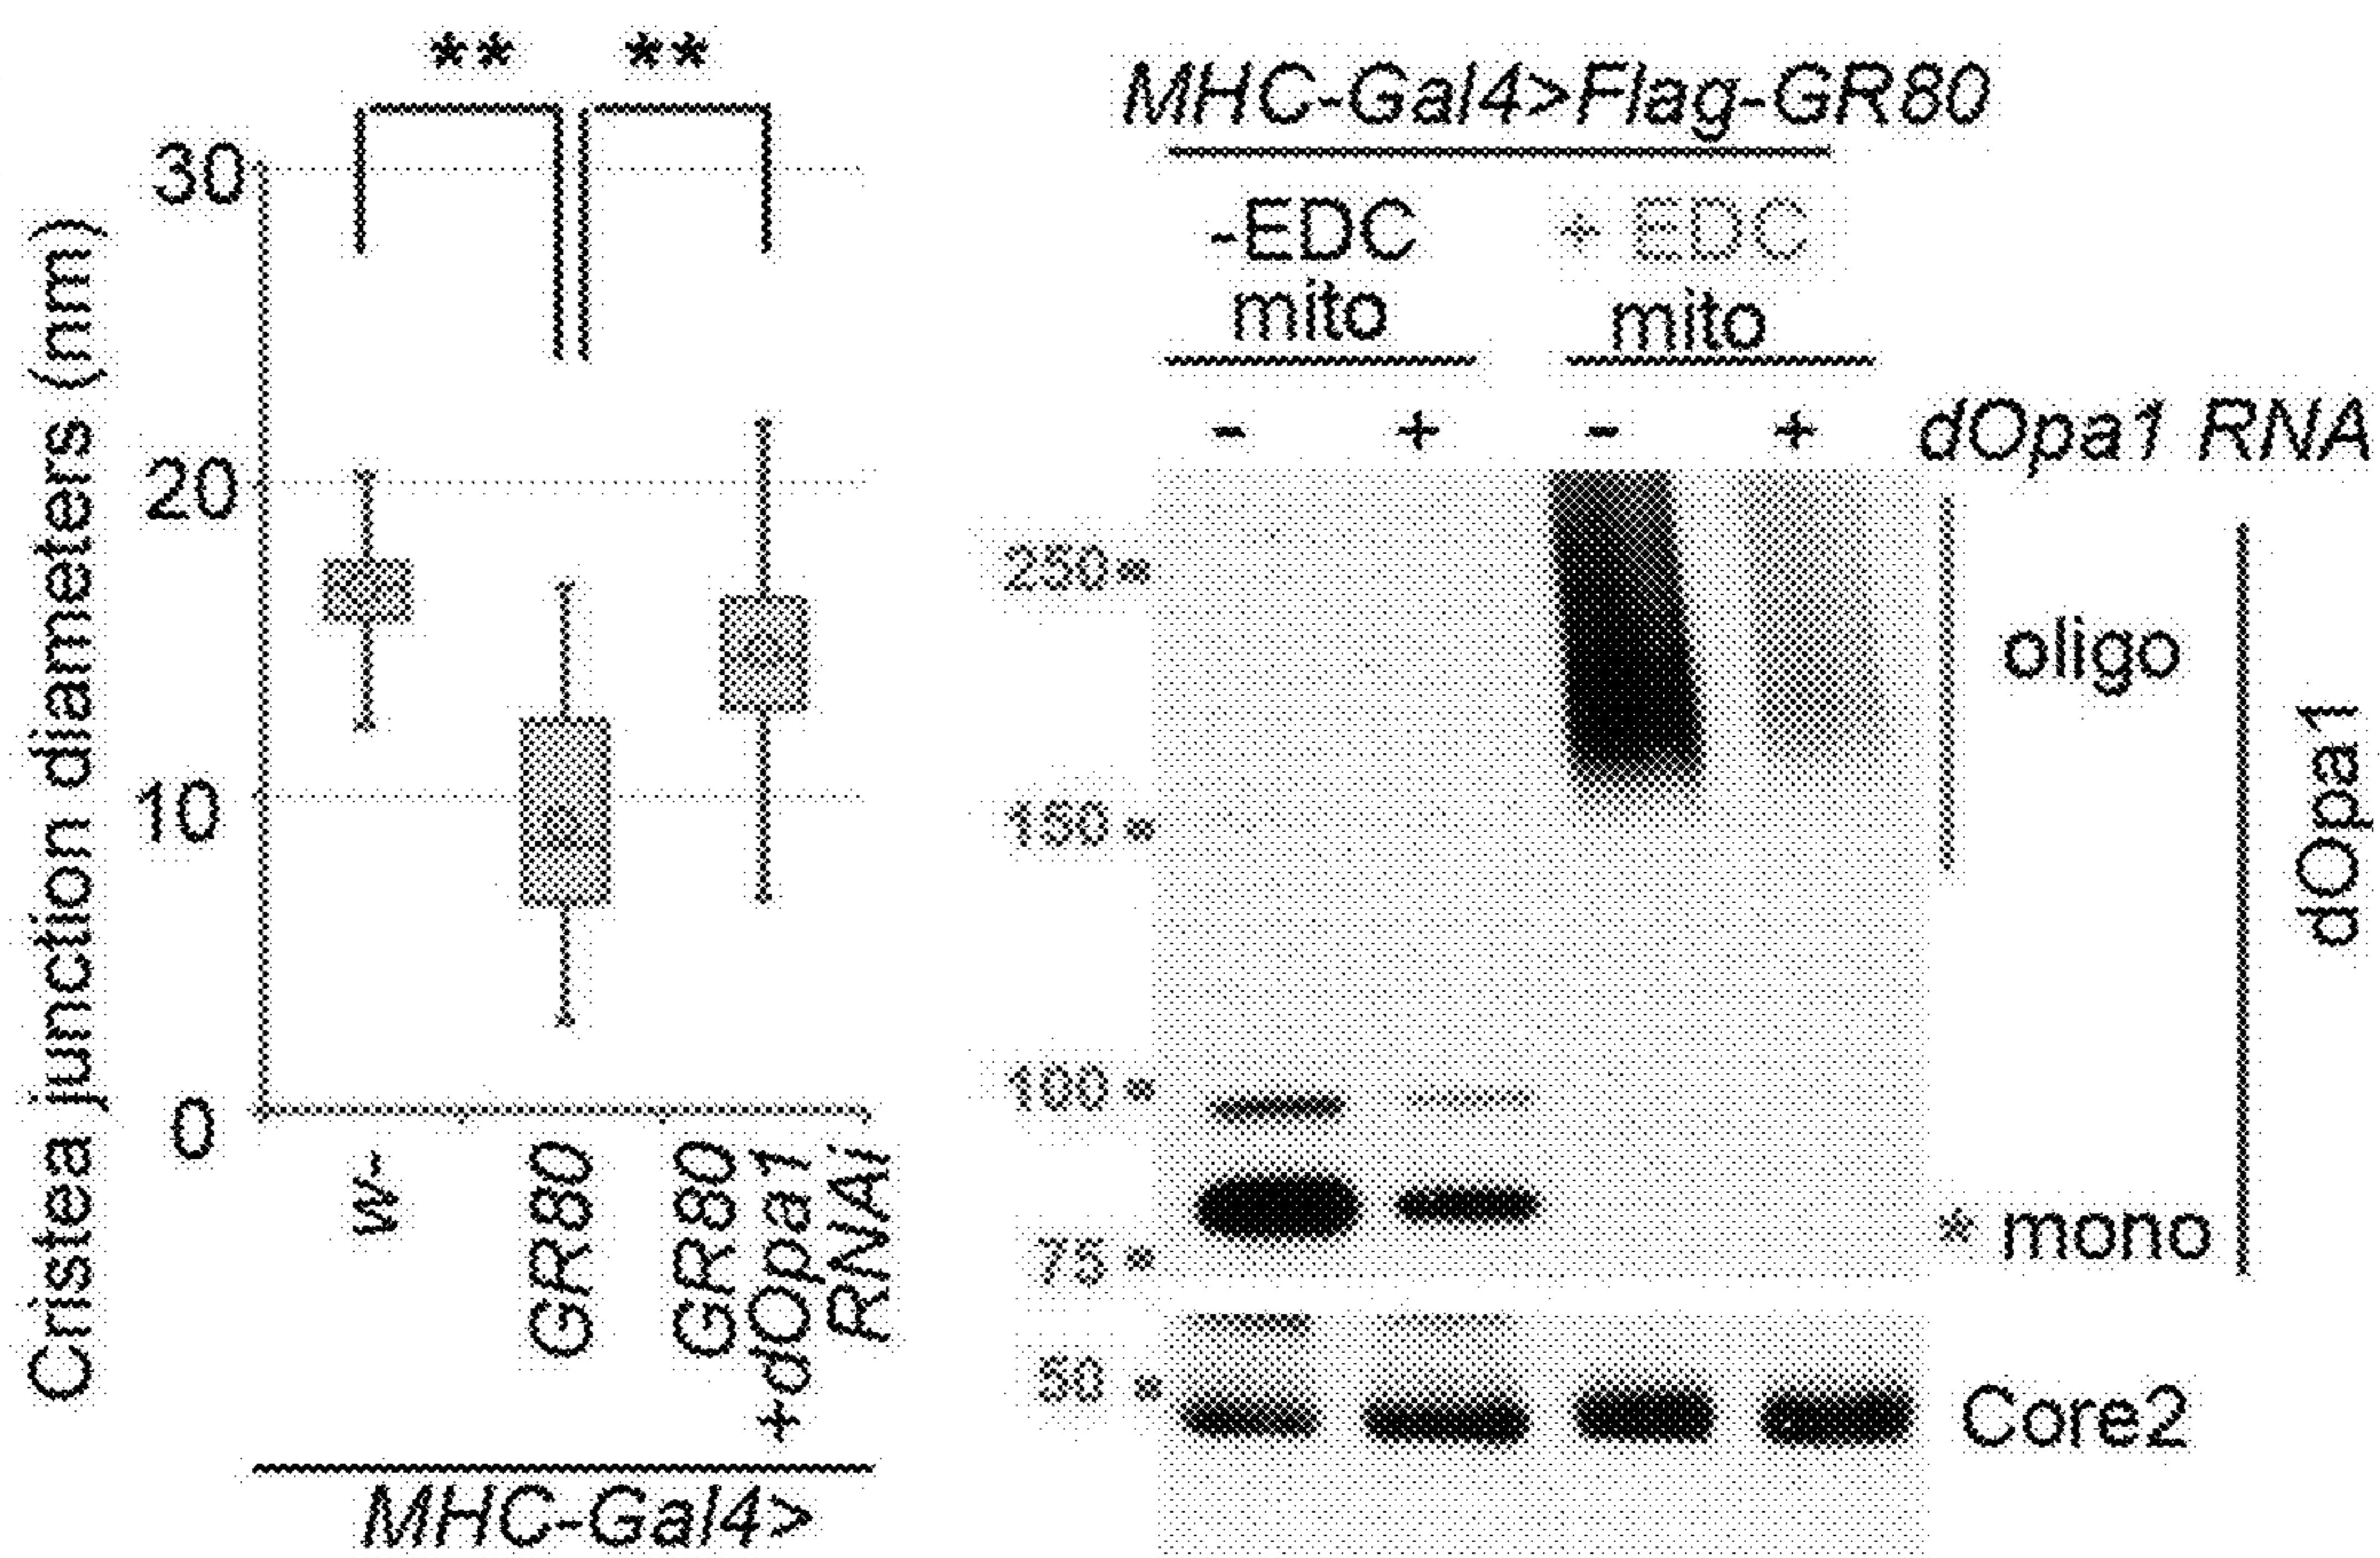 ** **
Cristea junction diameters (nm)
30
20
10
0
w-
GR80
GR80
+dOpa1
RNAi
MHC-Gal4>
MHC-Gal4>Flag-GR80
-EDC + EDC
mito mito
- + - + dOpa1 RNA
250
150
100
75
50
oligo
* mono
dOpa1
Core2